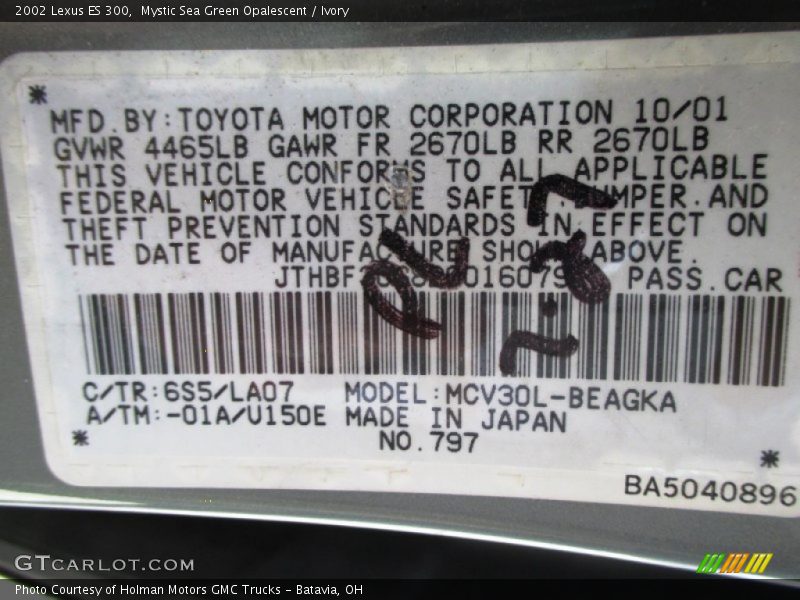 2002 Lexus ES 300, Mystic Sea Green Opalescent / Ivory
MFD.BY:TOYOTA MOTOR CORPORATION 10/01
GVWR 4465LB GAWR FR 2670LB RR 2670LB
THIS VEHICLE CONFORMS TO ALL APPLICABLE
FEDERAL MOTOR VEHICLE SAFETY, BUMPER.AND
THEFT PREVENTION STANDARDS IN EFFECT ON
THE DATE OF MANUFACTURE SHOWN ABOVE.
PASS.CAR
C/TR:6S5/LA07 MODEL:MCV30L-BEAGKA
A/TM:-01A/U150E MADE IN JAPAN
NO.797
BA5040896
GTCARLOT.COM
Photo Courtesy of Holman Motors GMC Trucks - Batavia, OH